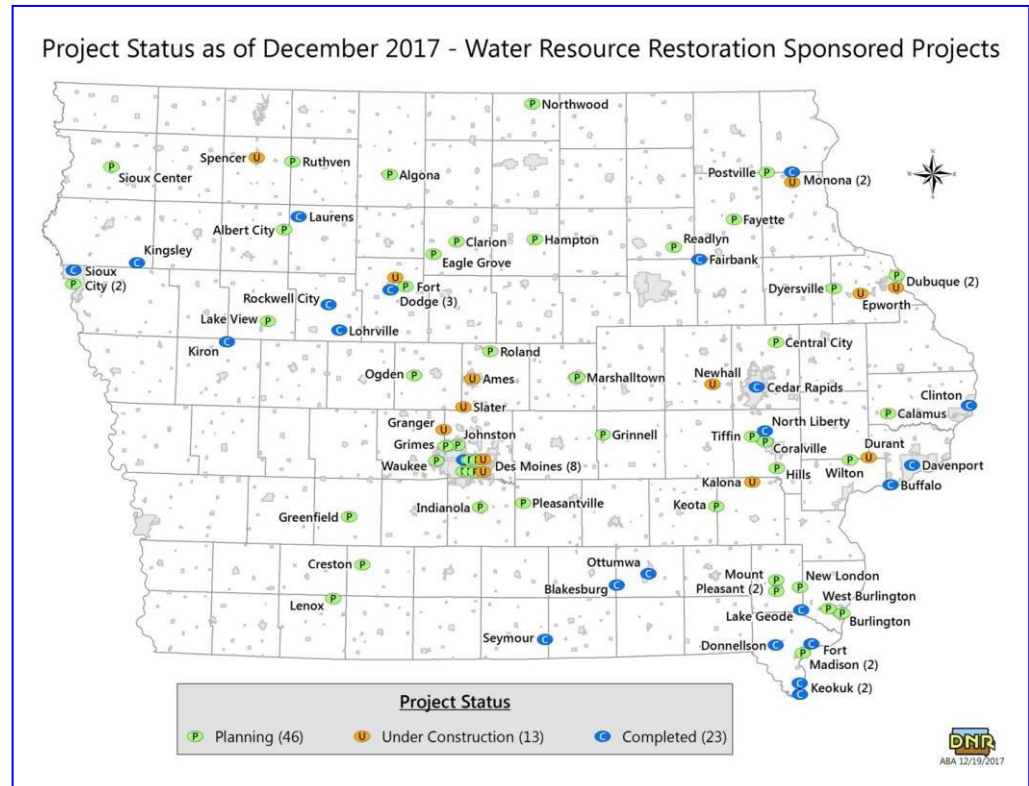 Project Status as of December 2017 - Water Resource Restoration Sponsored Projects
P Northwood
Spencer U
P Ruthven
P
Sioux Center
P Algona
Postville P
C
U Monona (2)
C Laurens
Albert City P
P Fayette
Kingsley
C
P Clarion
P Hampton
Readlyn
P
P
Eagle Grove
C
Fairbank
C Sioux
P City (2)
U
C P Fort
Dodge (3)
Dyersville P
U
Epworth
P
U Dubuque (2)
Rockwell City
C
Lake View P
C Lohrville
C
Kiron
P Roland
P Central City
Ogden P
U Ames
P Marshalltown
Newhall
U
C Cedar Rapids
Clinton
C
U Slater
P Calamus
Granger
U
Johnston
Grimes P P
P Grinnell
North Liberty
C
Tiffin P P
Coralville
Durant
U
P
Wilton
Waukee P
Des Moines (8)
U
U
P
Hills
C Davenport
C
Buffalo
Kalona U
Indianola P
P Pleasantville
Keota
P
Greenfield P
Creston P
Ottumwa
C
Blakesburg C
Mount
Pleasant (2)
P
P
New London
P
West Burlington
P P
Burlington
Lenox
P
Lake Geode C
Seymour C
Donnellson C
C
P Fort
Madison (2)
C
C Keokuk (2)
Project Status
P Planning (46) U Under Construction (13) C Completed (23)
DNR
ABA 12/19/2017